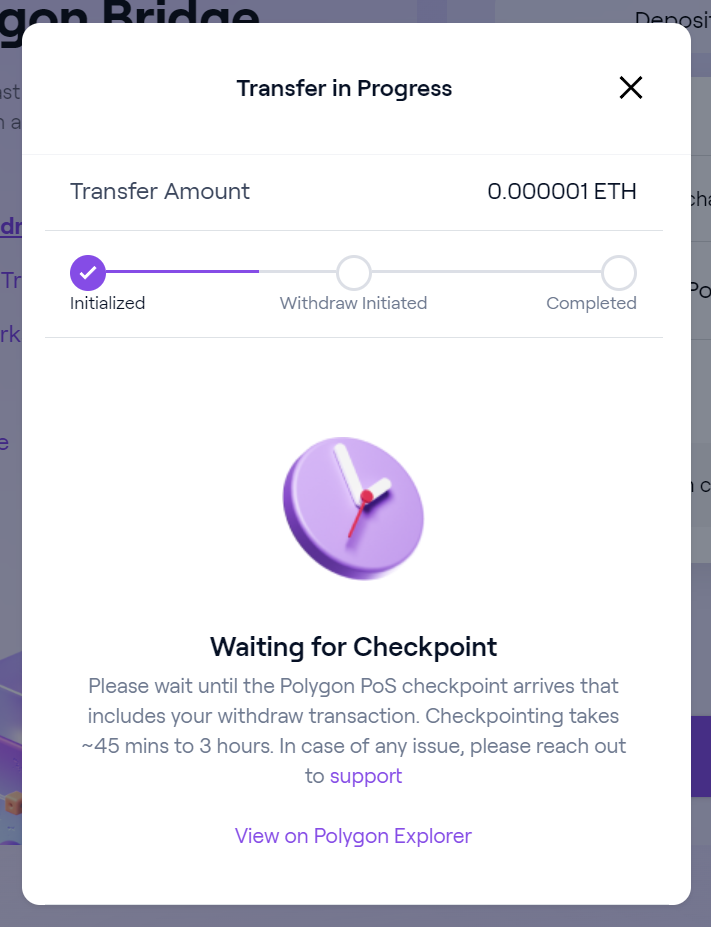 gon Bridge
Deposit
Transfer in Progress
Transfer Amount
0.000001 ETH
Initialized
Withdraw Initiated
Completed
Waiting for Checkpoint
Please wait until the Polygon PoS checkpoint arrives that
includes your withdraw transaction. Checkpointing takes
~45 mins to 3 hours. In case of any issue, please reach out
to support
View on Polygon Explorer